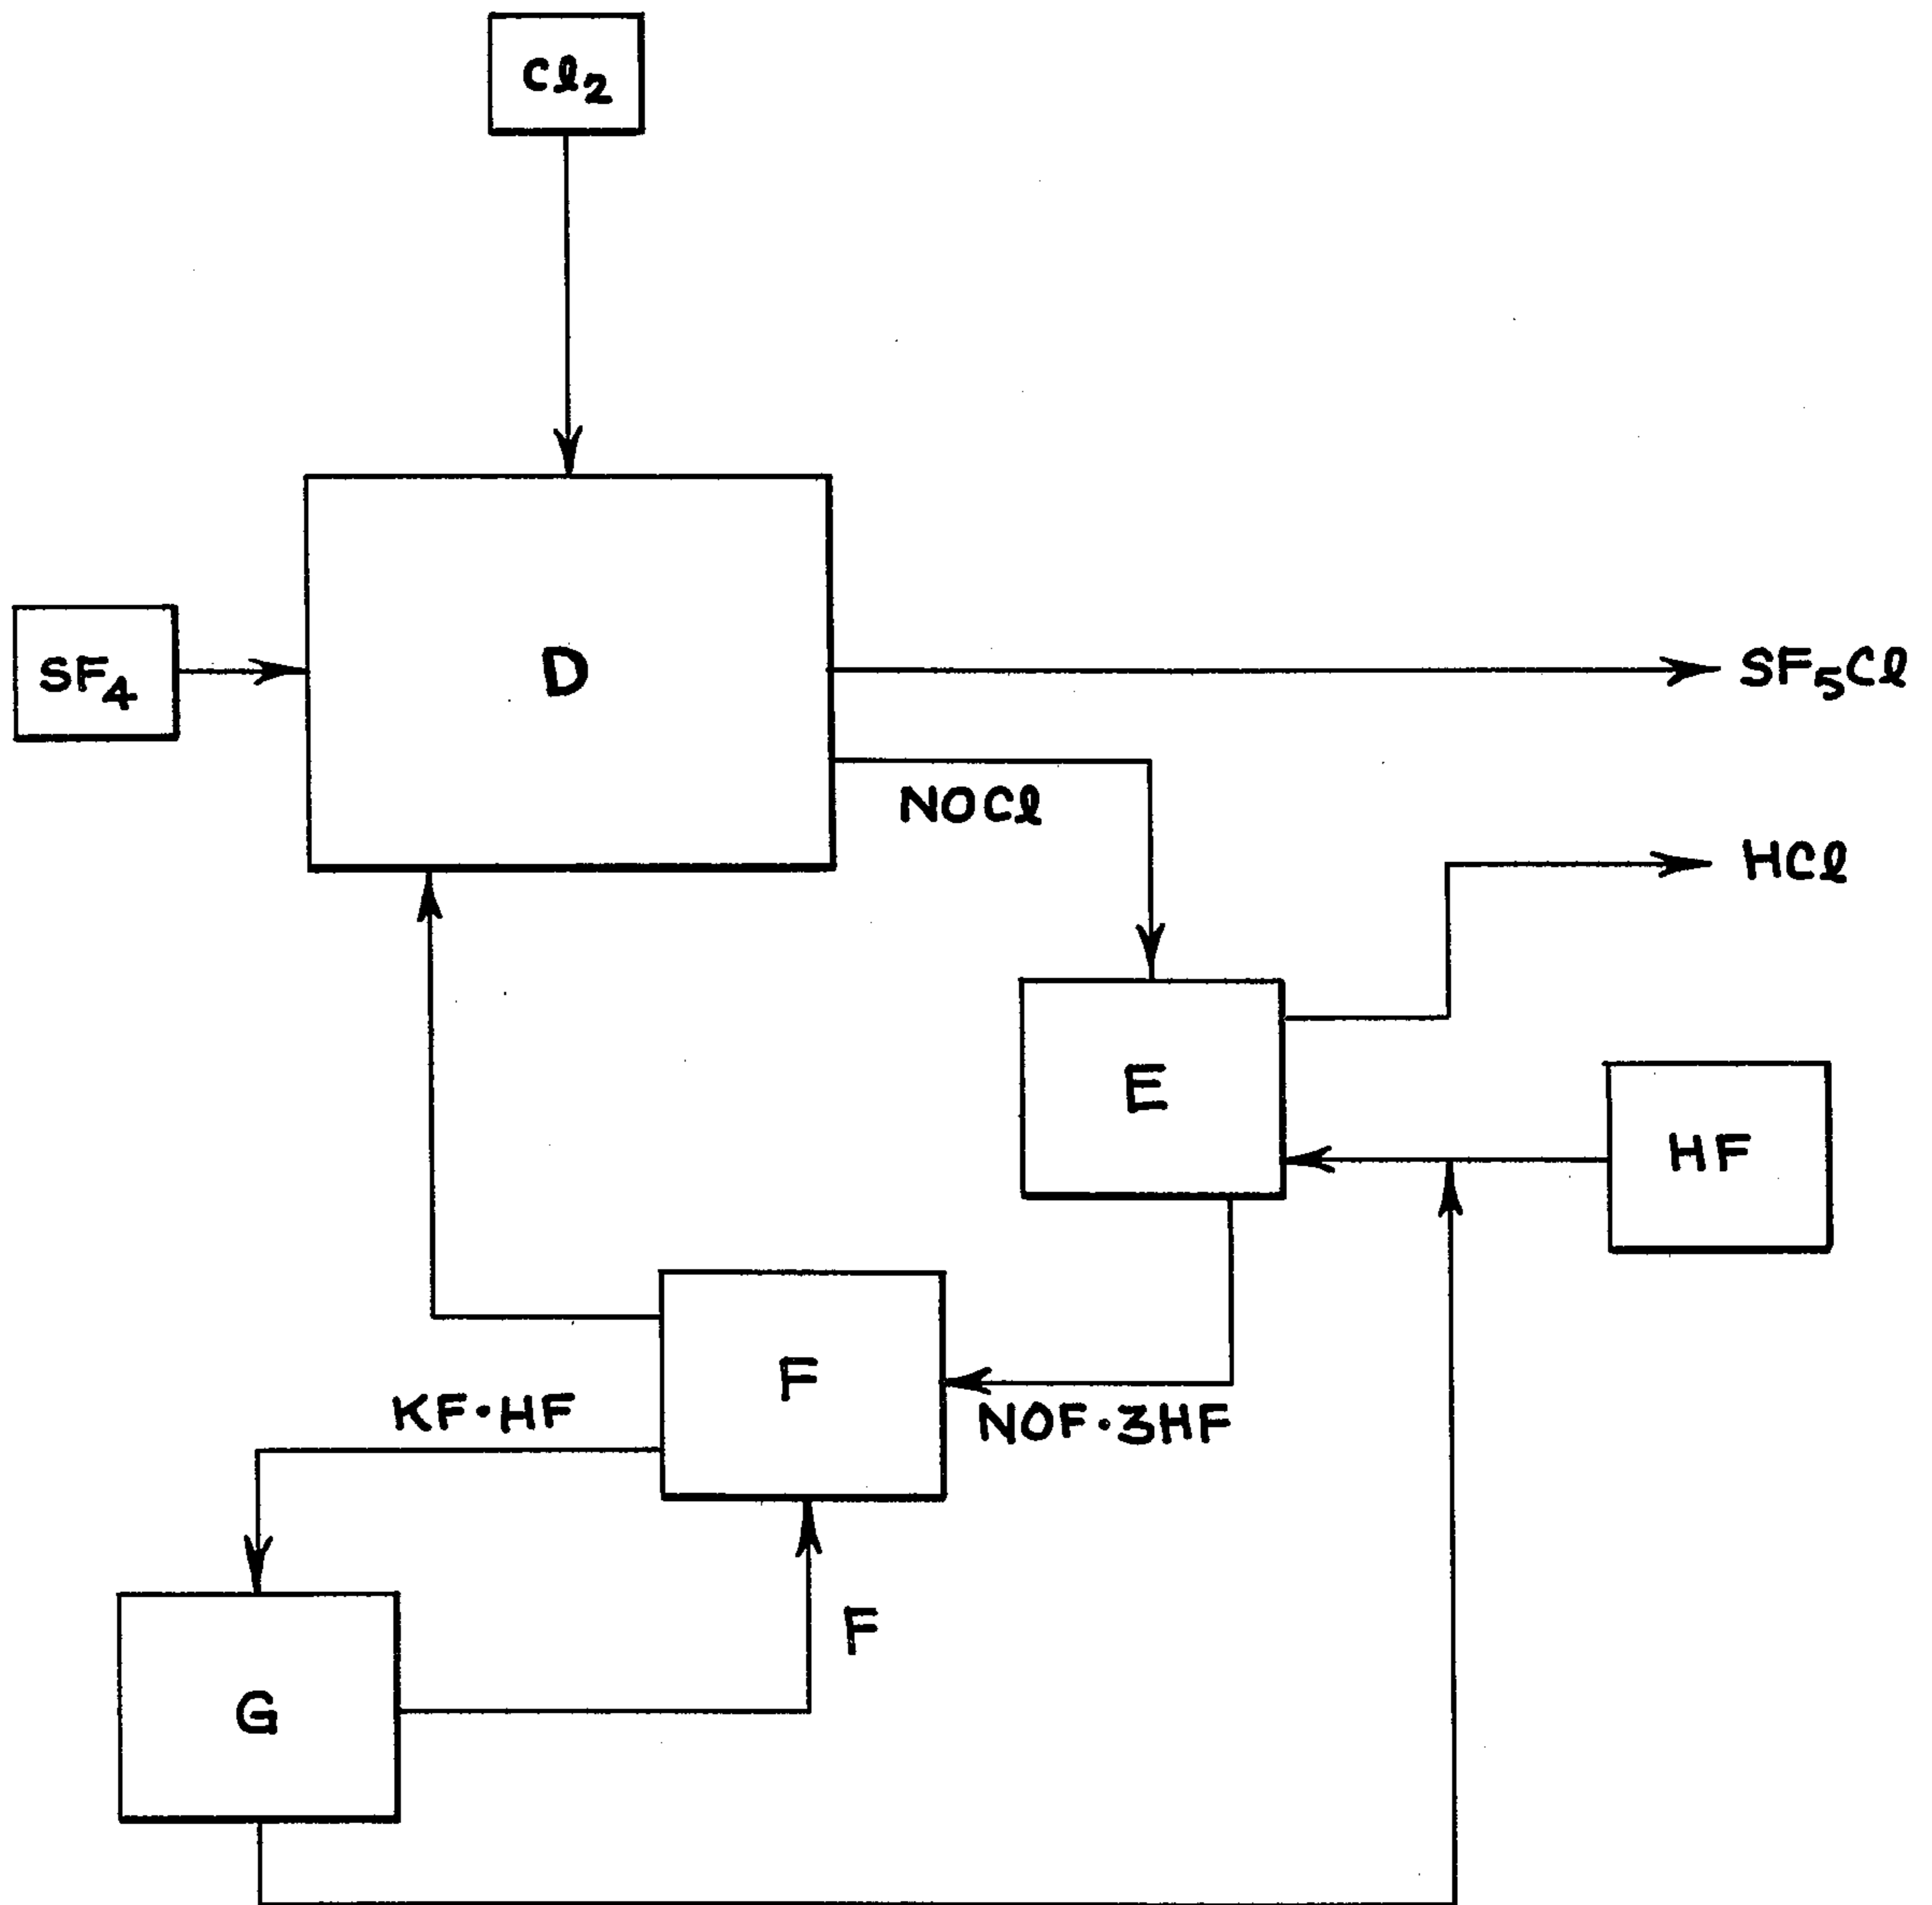 Cl₂
SF₄
D
SF₅Cl
NOCl
HCl
E
HF
F
KF·HF
NOF·3HF
F
G